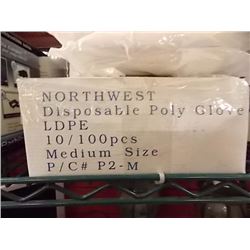 NORTHWEST
Disposable Poly Glove
LDPE
10/100pcs
Medium Size
P/C# P2-M